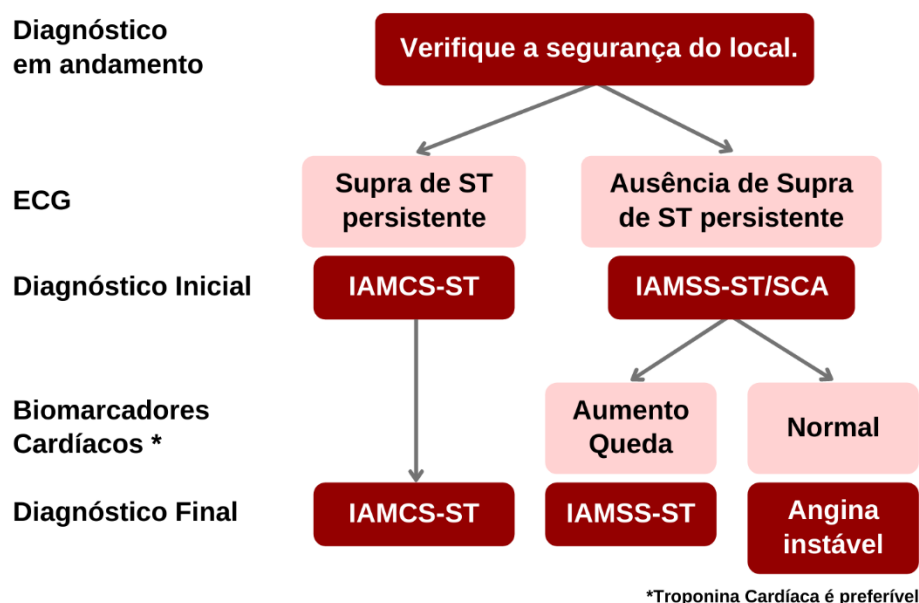 Diagnóstico
em andamento
Verifique a segurança do local.
ECG
Supra de ST
persistente
Ausência de Supra
de ST persistente
Diagnóstico Inicial
IAMCS-ST
IAMSS-ST/SCA
Biomarcadores
Cardíacos *
Aumento
Queda
Normal
Diagnóstico Final
IAMCS-ST
IAMSS-ST
Angina
instável
*Troponina Cardíaca é preferível